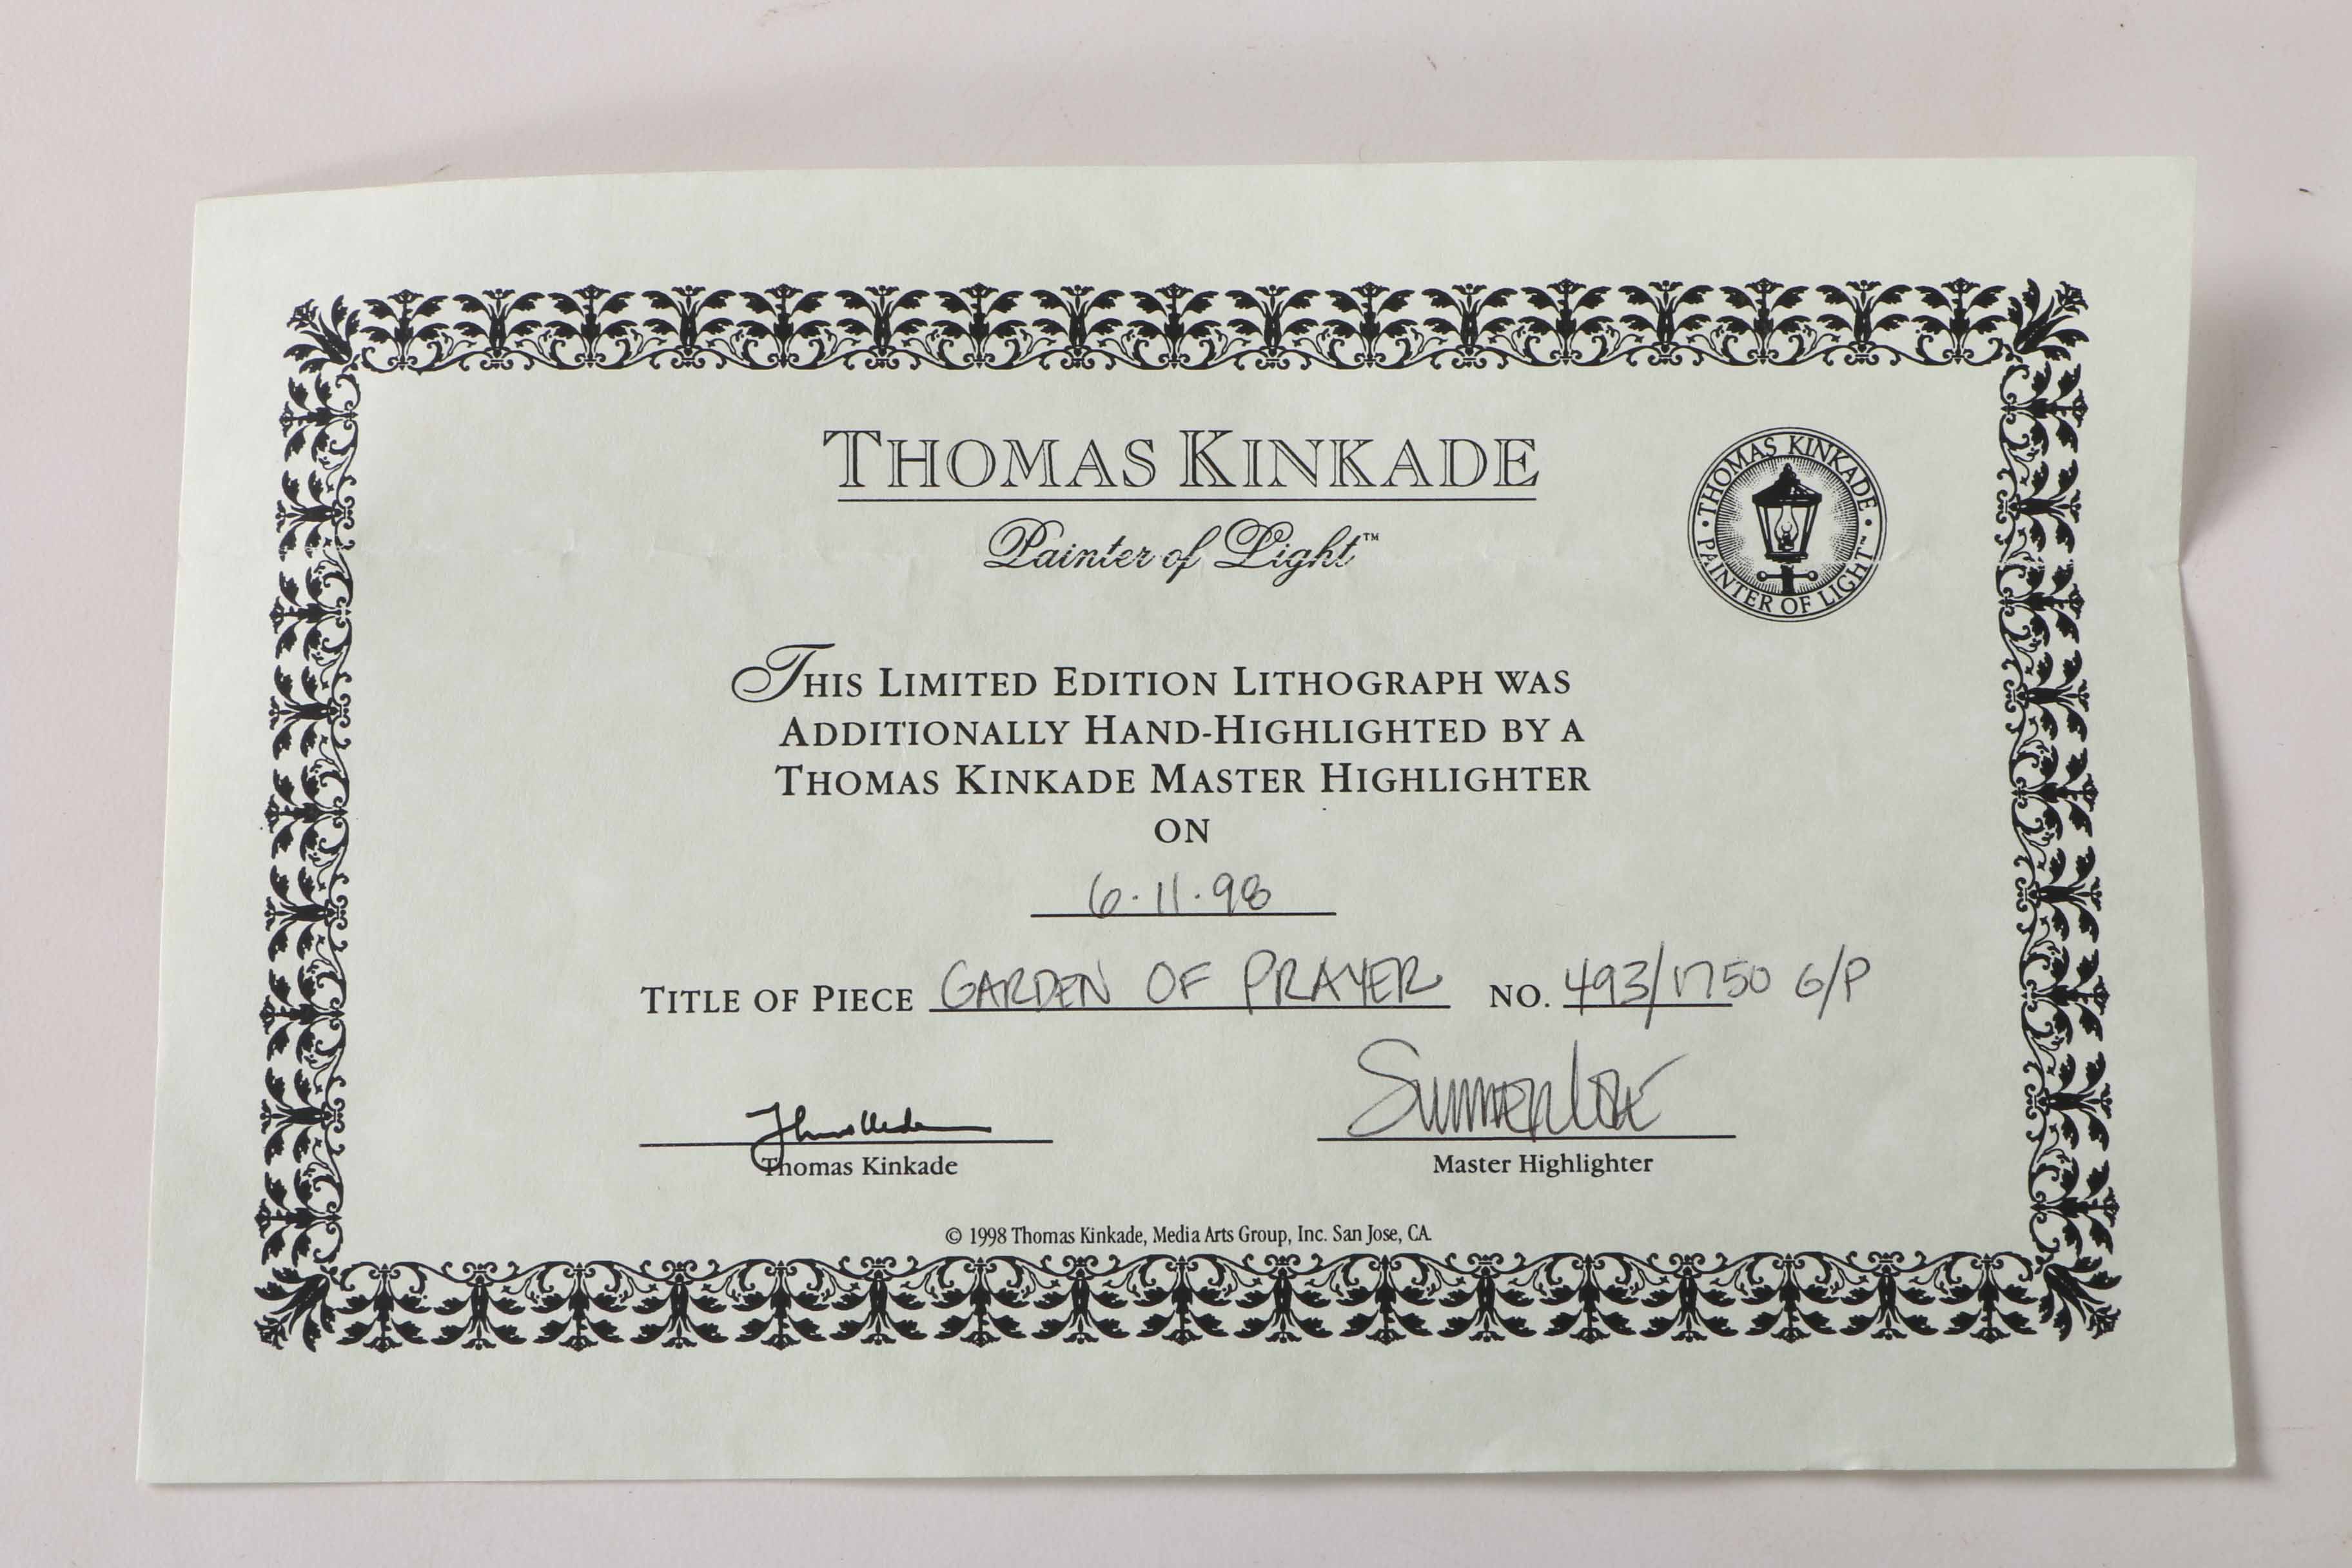 THOMAS KINKADE
Painter of Light™
· THOMAS KINKADE · PAINTER OF LIGHT™
THIS LIMITED EDITION LITHOGRAPH WAS
ADDITIONALLY HAND-HIGHLIGHTED BY A
THOMAS KINKADE MASTER HIGHLIGHTER
ON
6.11.98
TITLE OF PIECE GARDEN OF PRAYER NO. 493/1750 G/P
Thomas Kinkade
Master Highlighter
© 1998 Thomas Kinkade, Media Arts Group, Inc. San Jose, CA.